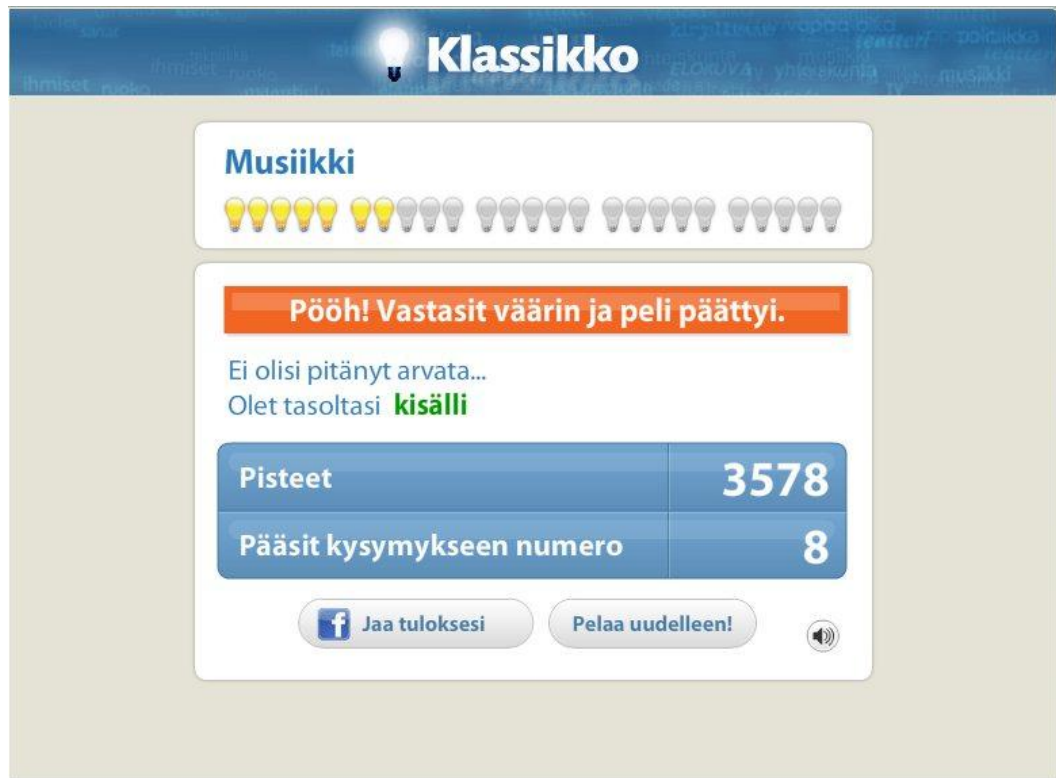 Klassikko
Musiikki
Pööh! Vastasit väärin ja peli päättyi.
Ei olisi pitänyt arvata...
Olet tasoltasi kisälli
Pisteet 3578
Pääsit kysymykseen numero 8
f Jaa tuloksesi Pelaa uudelleen!